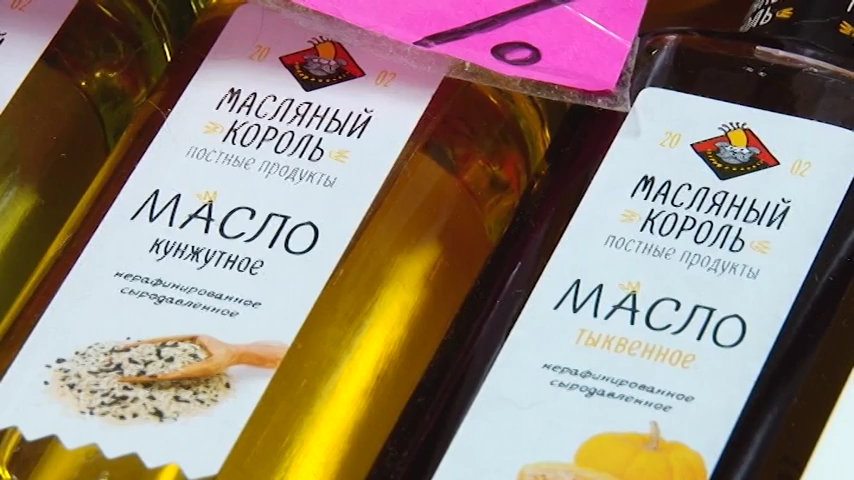 20 02
МАСЛЯНЫЙ
КОРОЛЬ
постные продукты
МАСЛО
кунжутное
нерафинированное
сыродавленное
20 02
МАСЛЯНЫЙ
КОРОЛЬ
постные продукты
МАСЛО
тыквенное
нерафинированное
сыродавленное